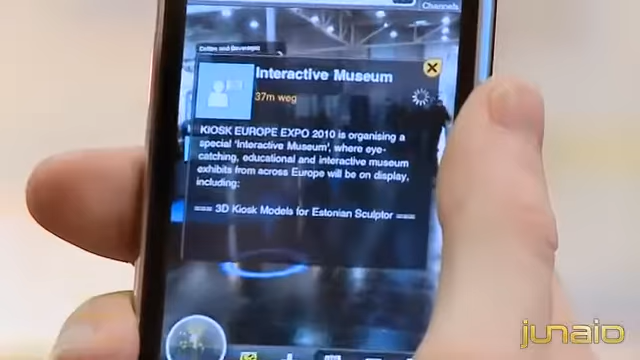 Channels
Coffee and Beverages
Interactive Museum
37m weg
KIOSK EUROPE EXPO 2010 is organising a
special 'Interactive Museum', where eye-
catching, educational and interactive museum
exhibits from across Europe will be on display,
including:
=== 3D Kiosk Models for Estonian Sculptor ===
junaio